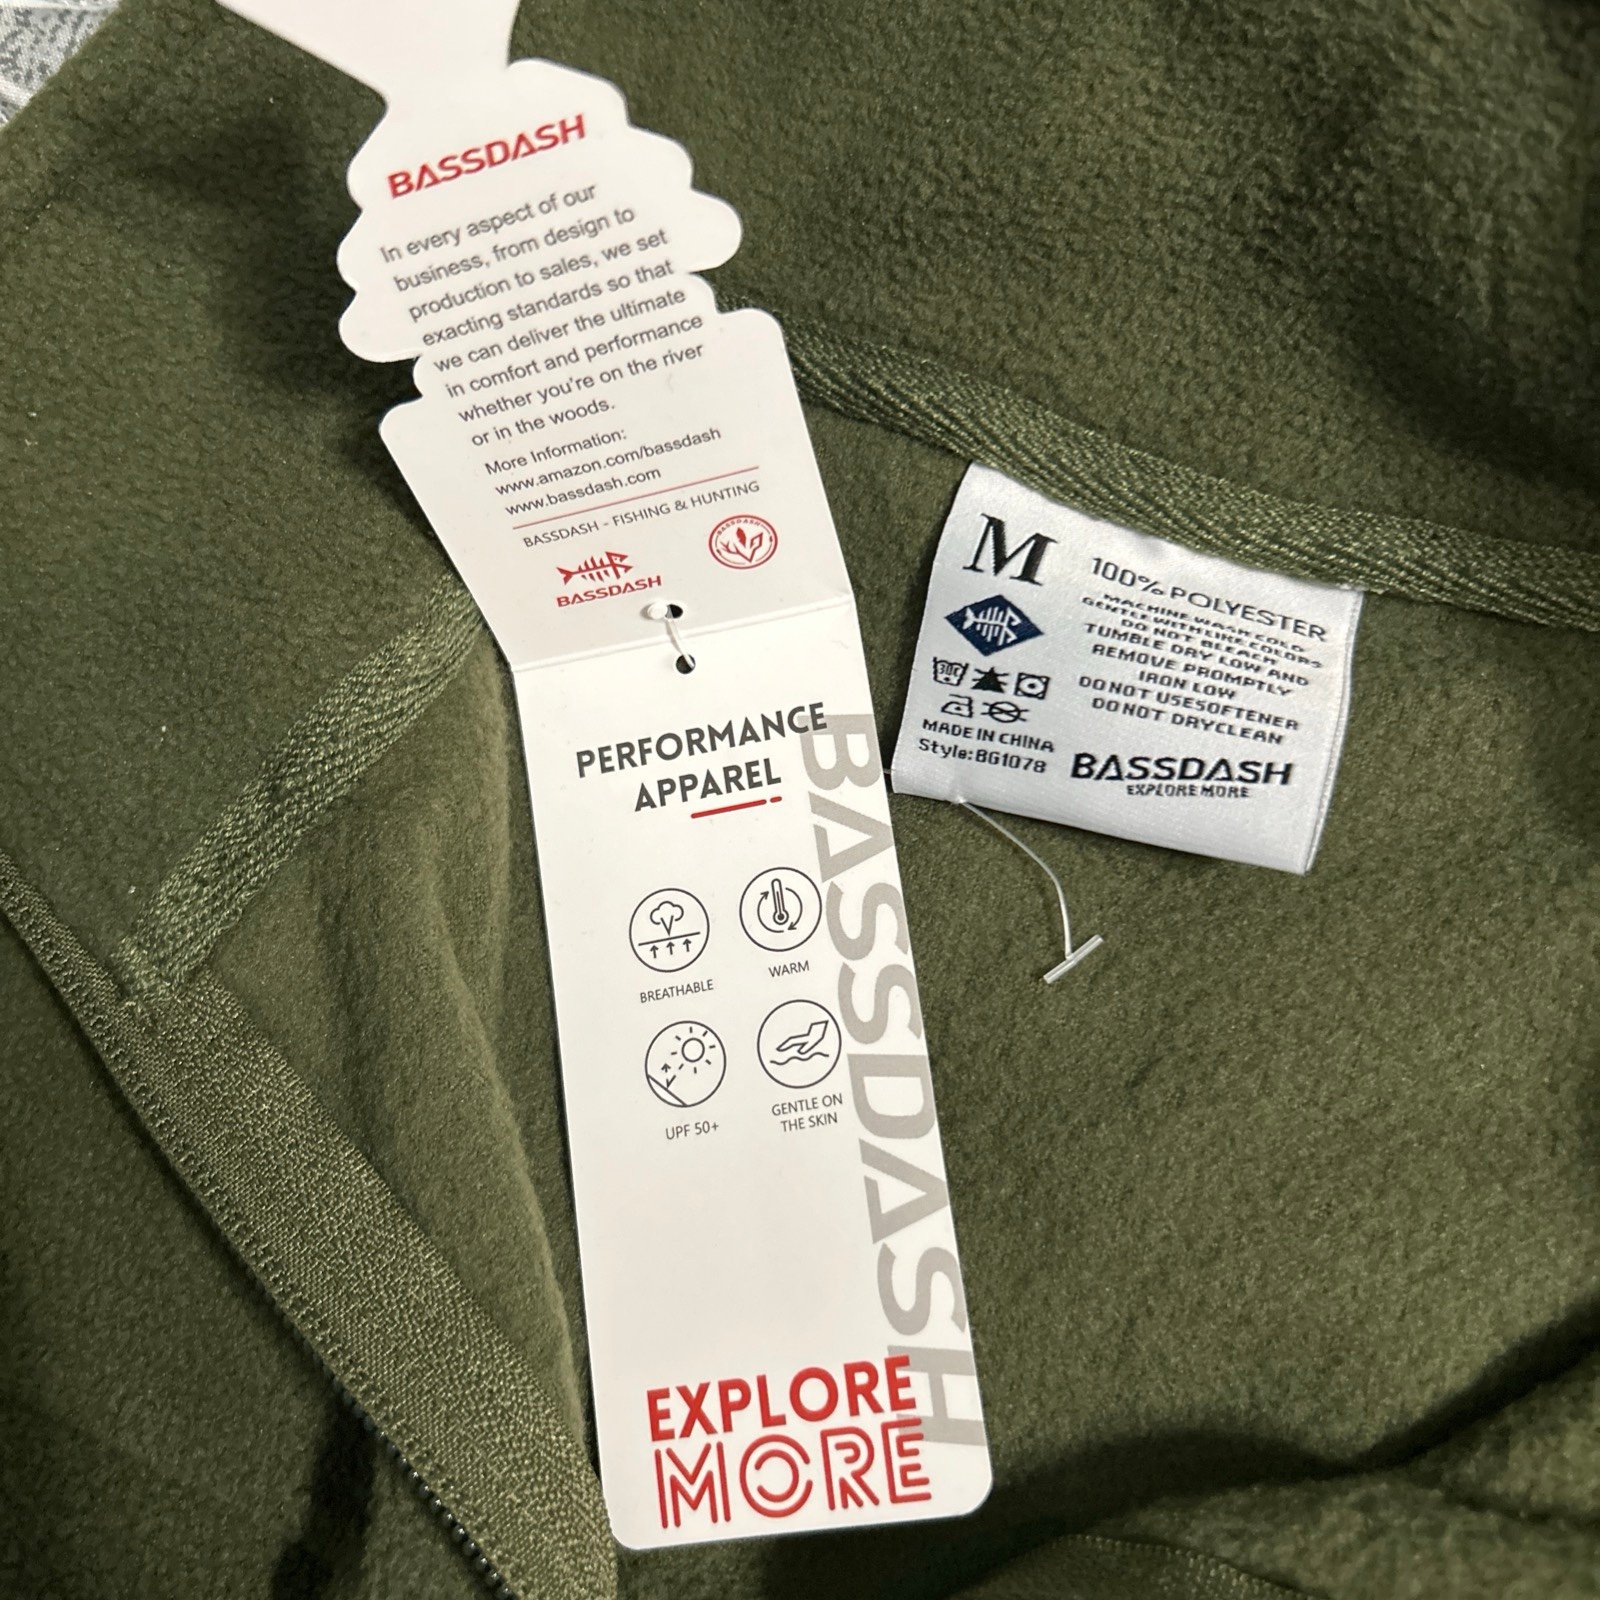 BASSDASH
In every aspect of our
business, from design to
production to sales, we set
exacting standards so that
we can deliver the ultimate
in comfort and performance
whether you're on the river
or in the woods.
More Information:
www.amazon.com/bassdash
www.bassdash.com
BASSDASH - FISHING & HUNTING
BASSDASH
BASSDASH
PERFORMANCE
APPAREL
BASSDASH
BREATHABLE
WARM
UPF 50+
GENTLE ON
THE SKIN
EXPLORE
MORE
M
30C
MADE IN CHINA
Style:BG1078
100% POLYESTER
MACHINE WASH COLD
GENTLE WITH LIKE COLORS
DO NOT BLEACH
TUMBLE DRY LOW AND
REMOVE PROMPTLY
IRON LOW
DO NOT USESOFTENER
DO NOT DRYCLEAN
BASSDASH
EXPLORE MORE